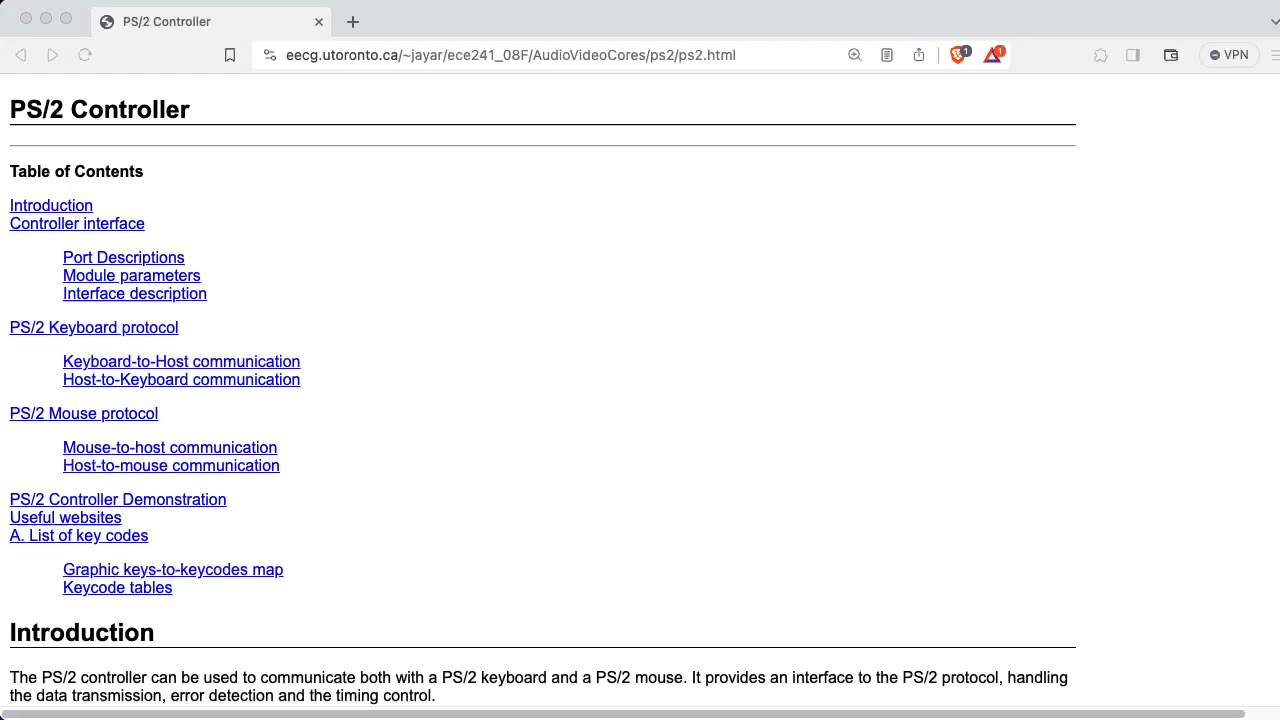 PS/2 Controller
eecg.utoronto.ca/~jayar/ece241_08F/AudioVideoCores/ps2/ps2.html
1
1
VPN
PS/2 Controller
Table of Contents
Introduction
Controller interface
Port Descriptions
Module parameters
Interface description
PS/2 Keyboard protocol
Keyboard-to-Host communication
Host-to-Keyboard communication
PS/2 Mouse protocol
Mouse-to-host communication
Host-to-mouse communication
PS/2 Controller Demonstration
Useful websites
A. List of key codes
Graphic keys-to-keycodes map
Keycode tables
Introduction
The PS/2 controller can be used to communicate both with a PS/2 keyboard and a PS/2 mouse. It provides an interface to the PS/2 protocol, handling
the data transmission, error detection and the timing control.